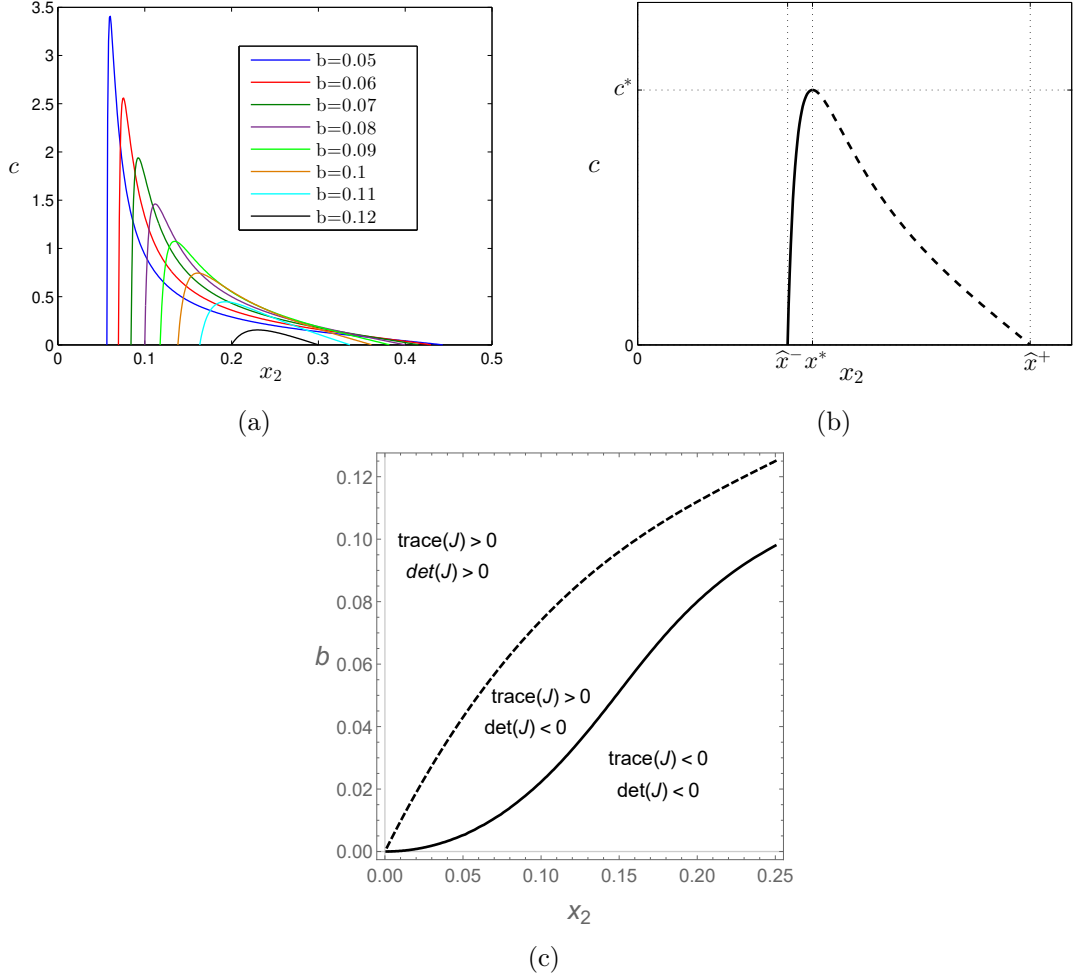 3.5
3
2.5
2
1.5
1
0.5
0
c
0
0.1
0.2
0.3
0.4
0.5
x₂
b=0.05
b=0.06
b=0.07
b=0.08
b=0.09
b=0.1
b=0.11
b=0.12
(a)
c*
c
0
0
x̂⁻ x* x₂ x̂⁺
(b)
0.12
0.10
0.08
0.06
0.04
0.02
0.00
b
trace(J) > 0
det(J) > 0
trace(J) > 0
det(J) < 0
trace(J) < 0
det(J) < 0
0.00 0.05 0.10 0.15 0.20 0.25
x₂
(c)